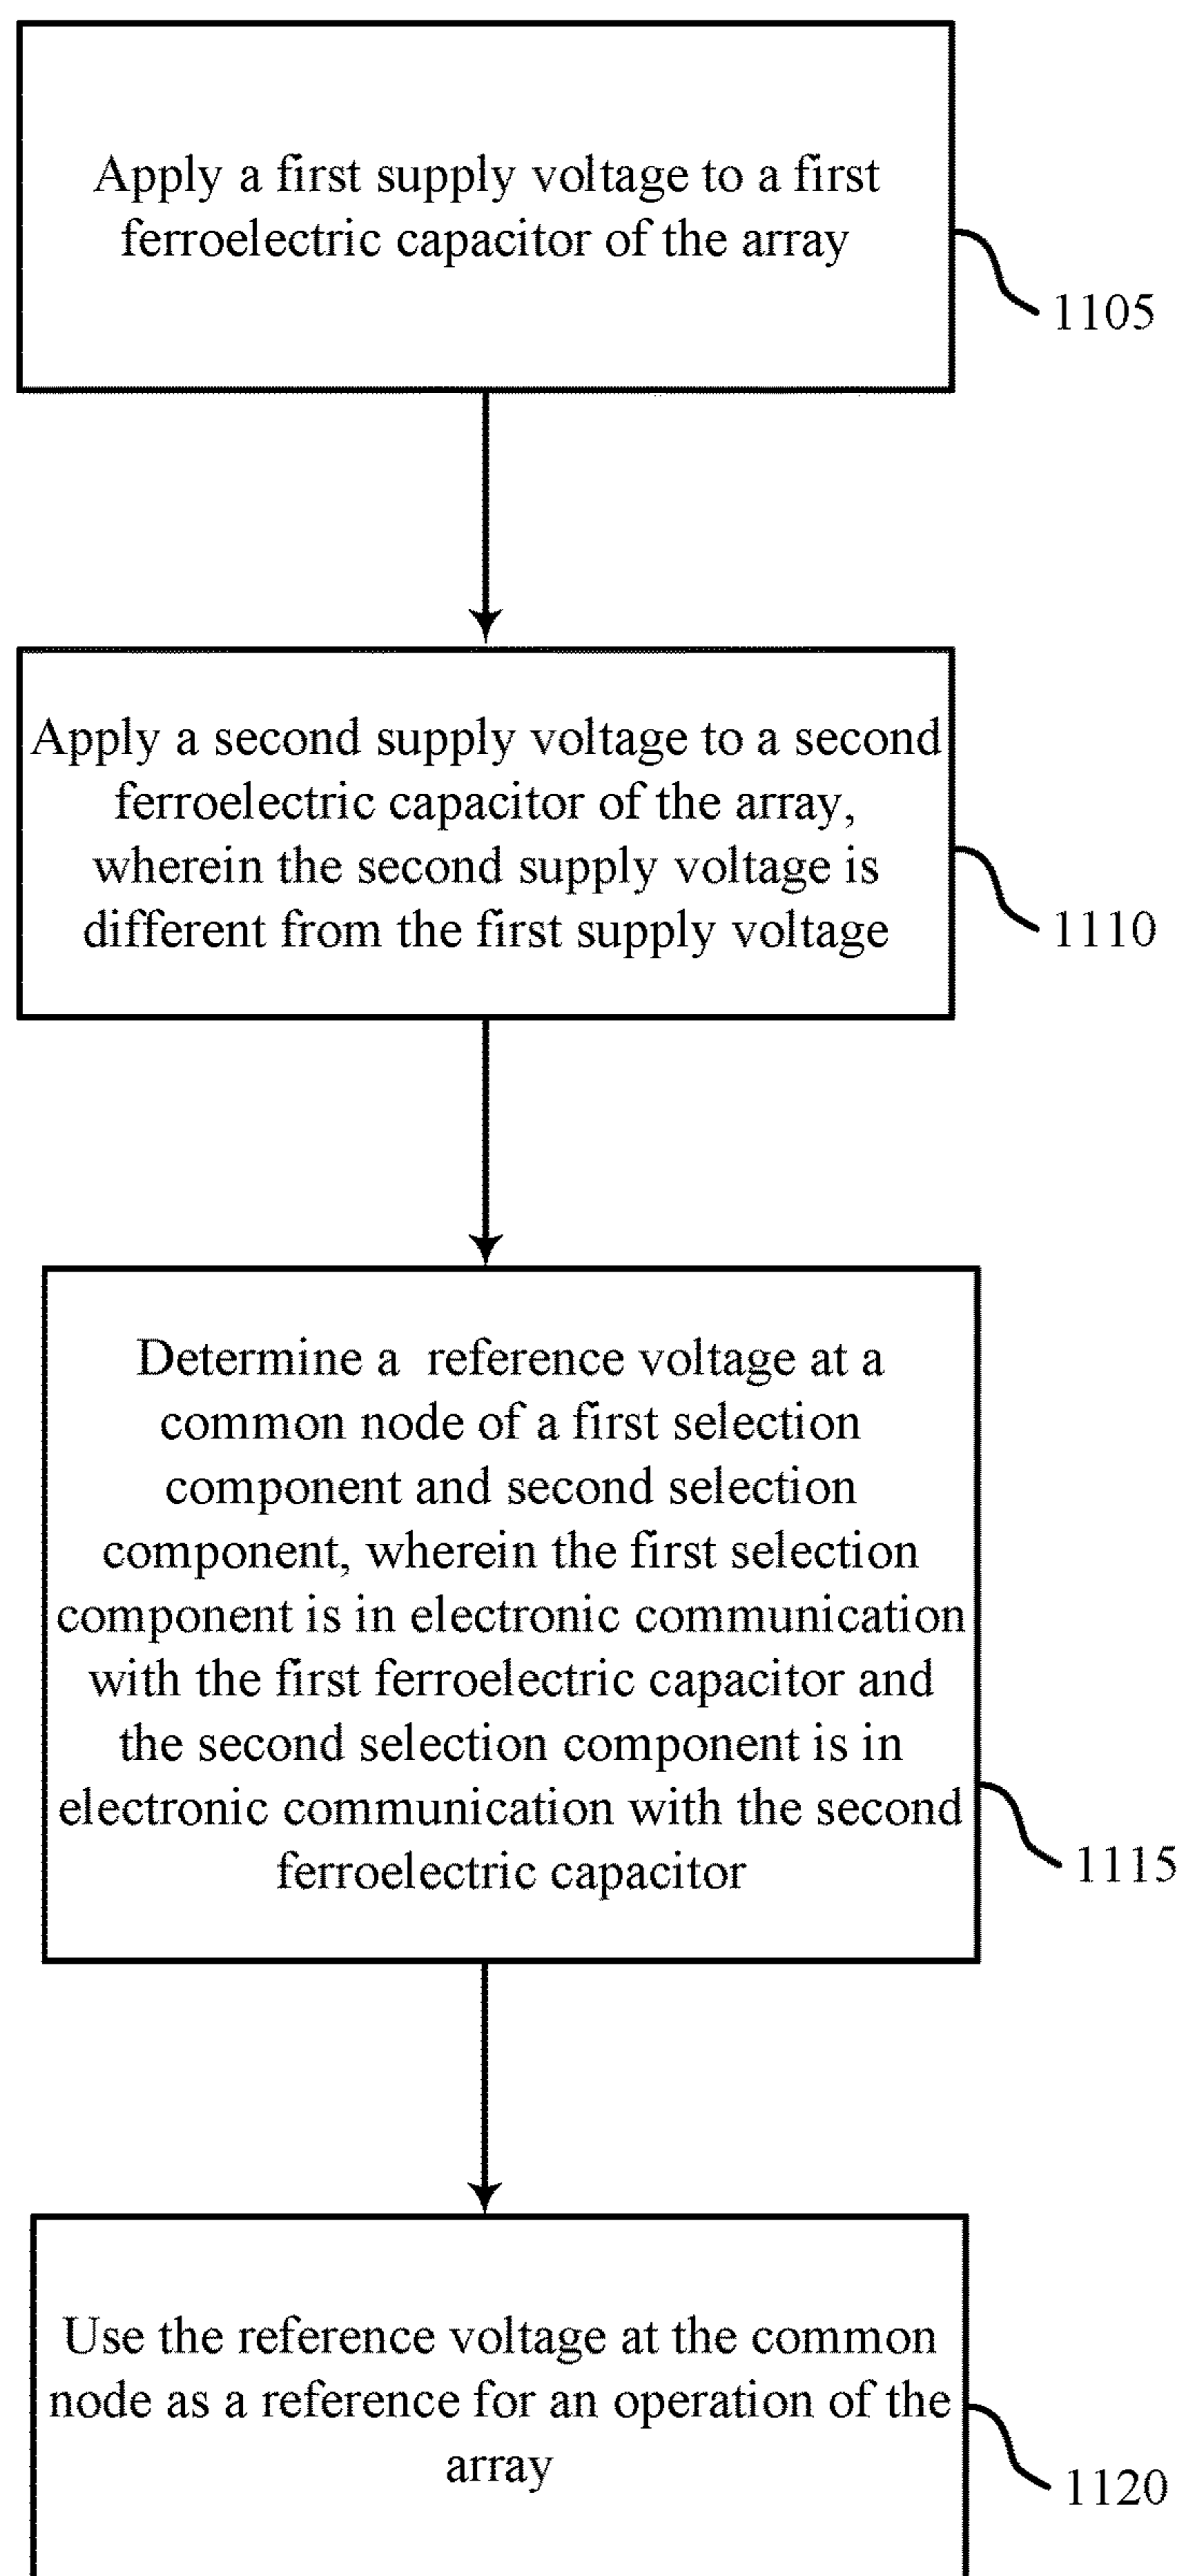 Apply a first supply voltage to a first
ferroelectric capacitor of the array
1105
Apply a second supply voltage to a second
ferroelectric capacitor of the array,
wherein the second supply voltage is
different from the first supply voltage
1110
Determine a reference voltage at a
common node of a first selection
component and second selection
component, wherein the first selection
component is in electronic communication
with the first ferroelectric capacitor and
the second selection component is in
electronic communication with the second
ferroelectric capacitor
1115
Use the reference voltage at the common
node as a reference for an operation of the
array
1120